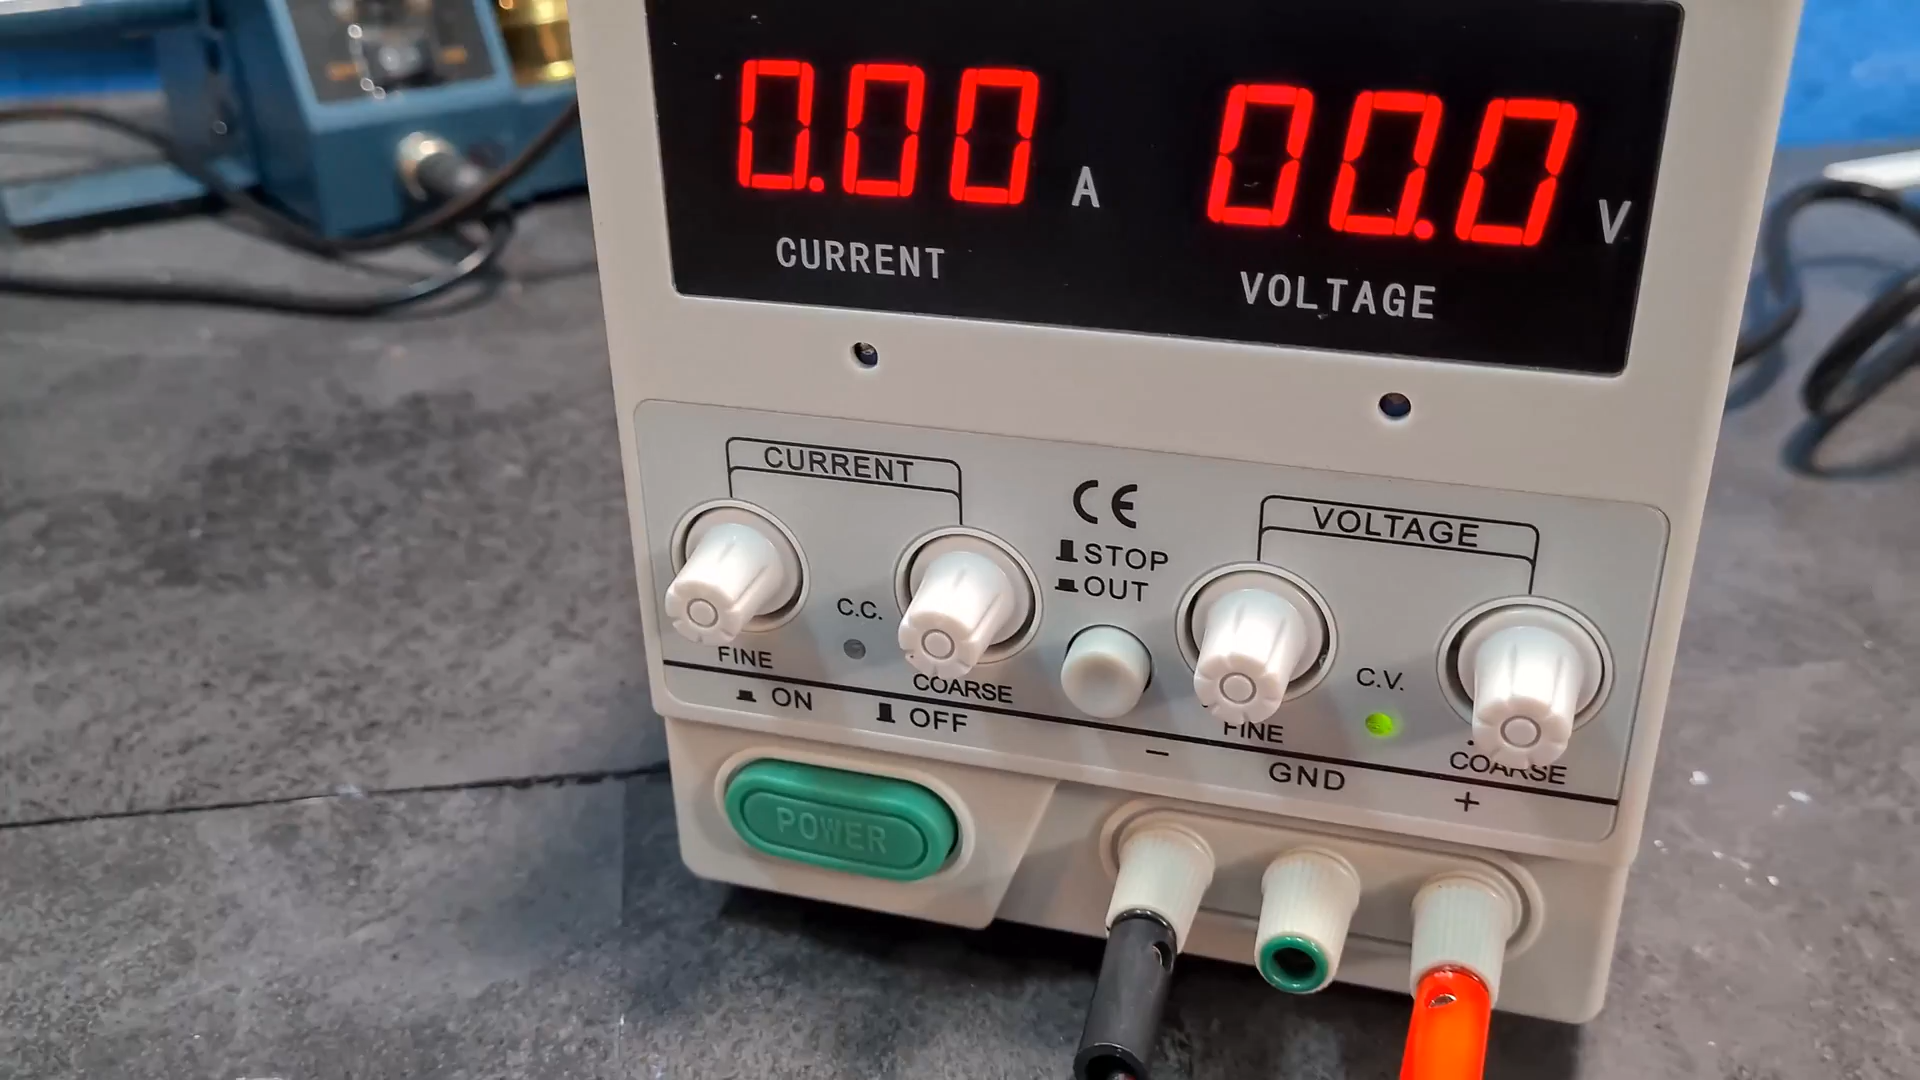 0.00 A
00.0 V
CURRENT
VOLTAGE
CURRENT
CE
VOLTAGE
STOP
OUT
C.C.
C.V.
FINE
COARSE
FINE
COARSE
ON
OFF
- GND +
POWER